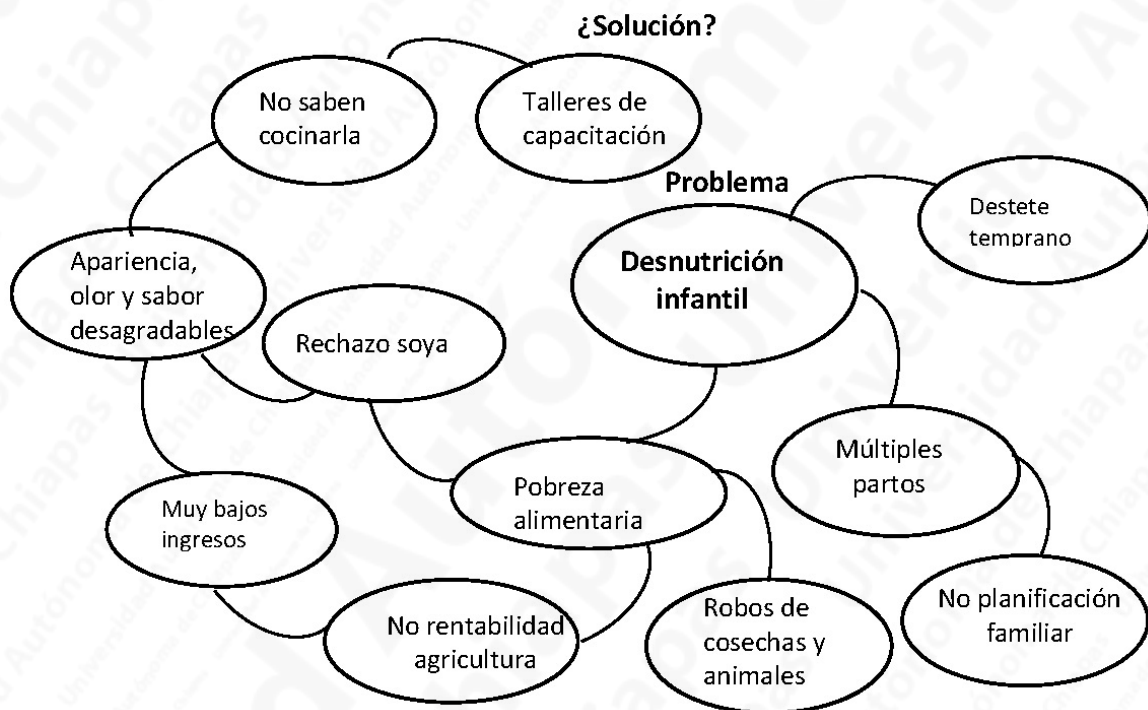 ¿Solución?
No saben
cocinarla
Talleres de
capacitación
Problema
Destete
temprano
Desnutrición
infantil
Apariencia,
olor y sabor
desagradables
Rechazo soya
Múltiples
partos
Pobreza
alimentaria
Muy bajos
ingresos
No planificación
familiar
Robos de
cosechas y
animales
No rentabilidad
agricultura